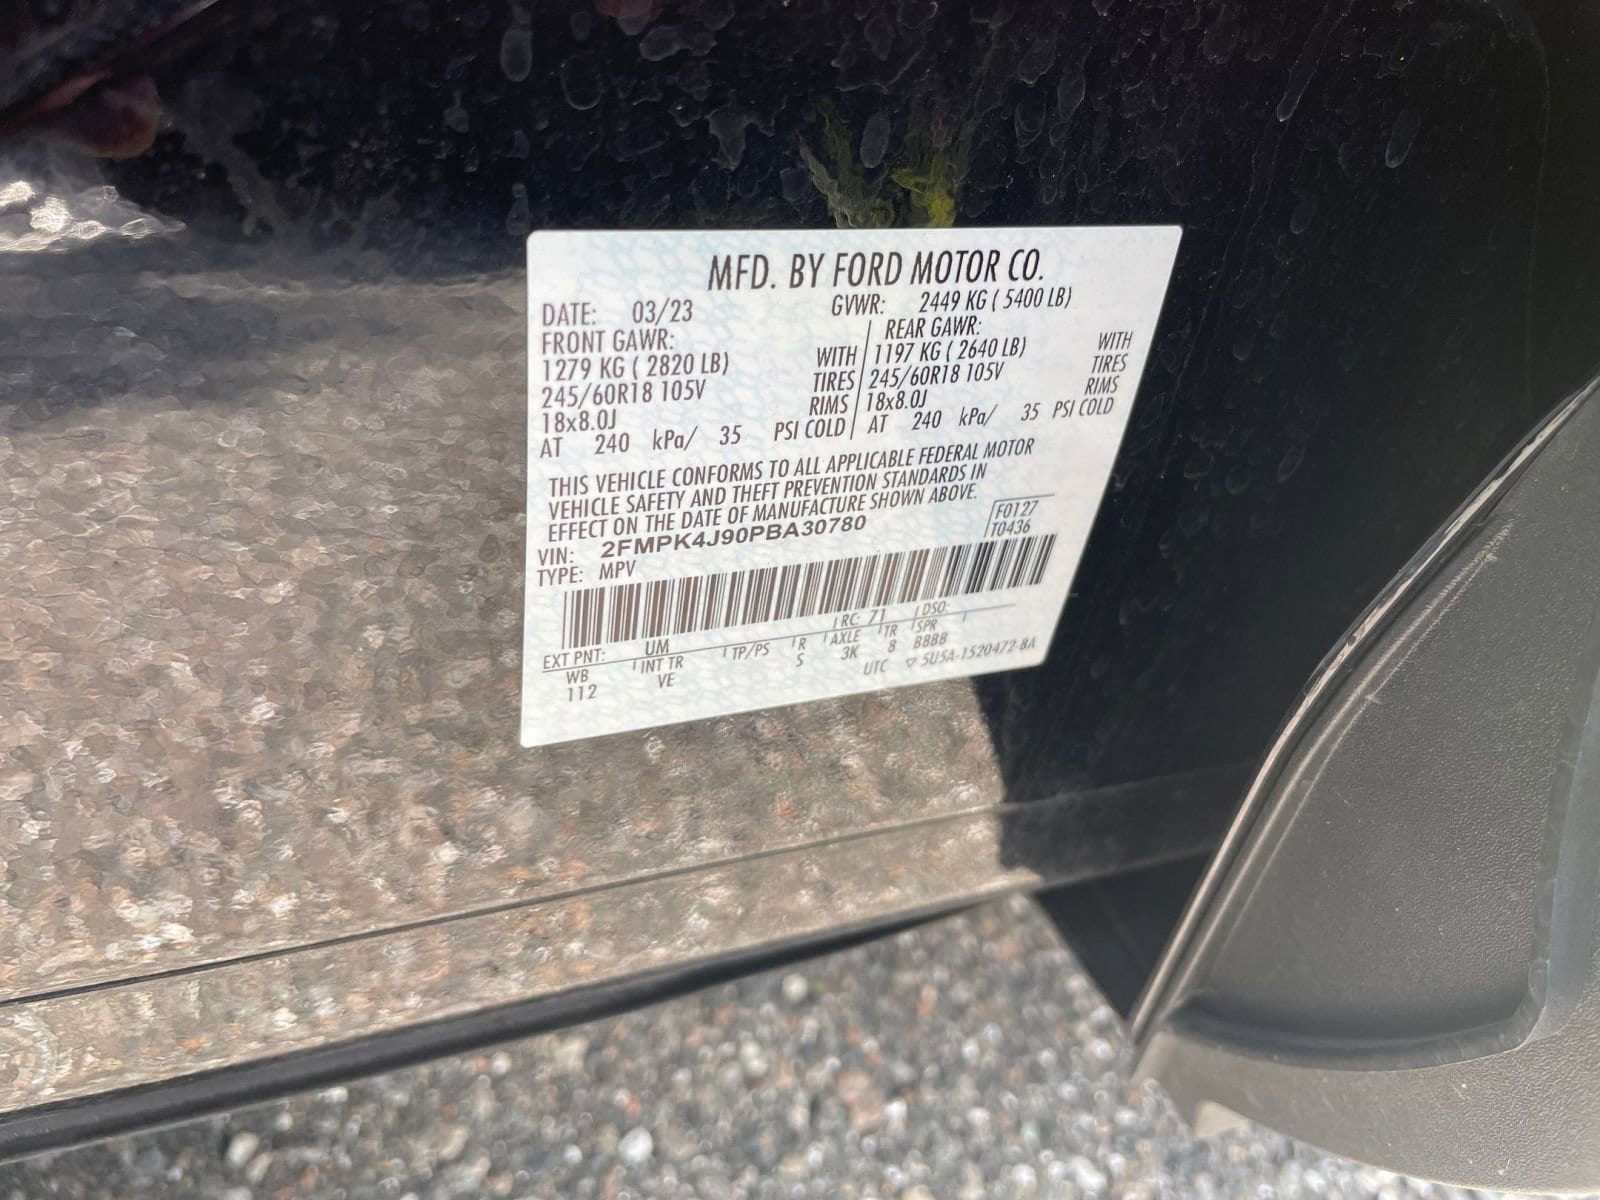 MFD. BY FORD MOTOR CO.
DATE: 03/23 GVWR: 2449 KG ( 5400 LB)
FRONT GAWR: REAR GAWR:
1279 KG ( 2820 LB) WITH 1197 KG ( 2640 LB) WITH
245/60R18 105V TIRES 245/60R18 105V TIRES
18x8.0J RIMS 18x8.0J RIMS
AT 240 kPa/ 35 PSI COLD AT 240 kPa/ 35 PSI COLD
THIS VEHICLE CONFORMS TO ALL APPLICABLE FEDERAL MOTOR
VEHICLE SAFETY AND THEFT PREVENTION STANDARDS IN
EFFECT ON THE DATE OF MANUFACTURE SHOWN ABOVE.
VIN: 2FMPK4J90PBA30780 F0127
TYPE: MPV T0436
EXT PNT: UM RC: 71 DSO:
WB INT TR TP/PS R AXLE TR SPR
112 VE S 3K 8 8888
UTC ▽ 5U5A-1520472-BA